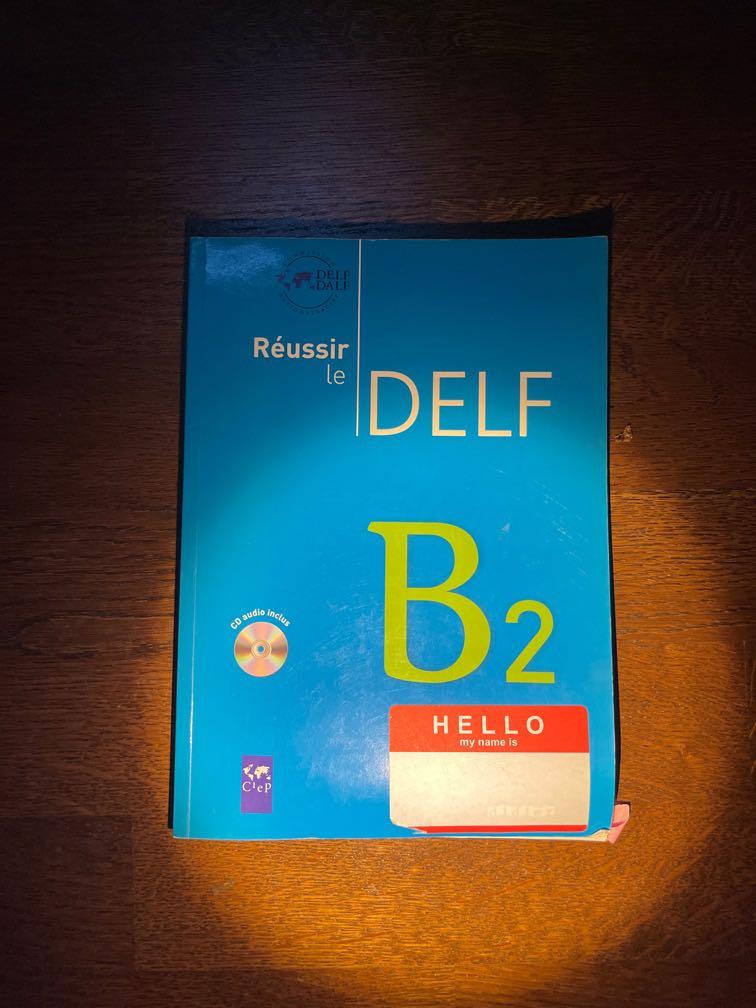 DELF
DALF
Réussir
le
DELF
B2
CD audio inclus
HELLO
my name is
CIeP